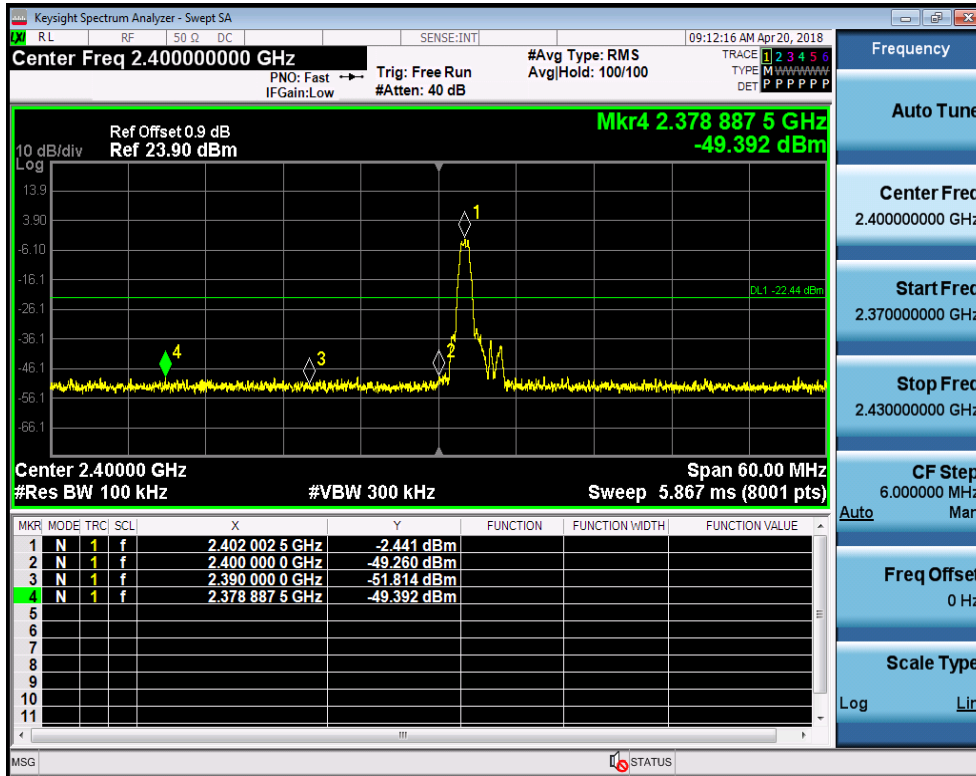 Keysight Spectrum Analyzer - Swept SA
LXI RL RF 50 Ω DC SENSE:INT 09:12:16 AM Apr 20, 2018
Center Freq 2.400000000 GHz
PNO: Fast
IFGain:Low
Trig: Free Run
#Atten: 40 dB
#Avg Type: RMS
Avg|Hold: 100/100
TRACE 1 2 3 4 5 6
TYPE M W W W W W
DET P P P P P P
Ref Offset 0.9 dB
10 dB/div Ref 23.90 dBm
Log
Mkr4 2.378 887 5 GHz
-49.392 dBm
13.9
3.90
-6.10
-16.1
-26.1
-36.1
-46.1
-56.1
-66.1
1
DL1 -22.44 dBm
2
3
4
Center 2.40000 GHz Span 60.00 MHz
#Res BW 100 kHz #VBW 300 kHz Sweep 5.867 ms (8001 pts)
MKR MODE TRC SCL X Y FUNCTION FUNCTION WIDTH FUNCTION VALUE
1 N 1 f 2.402 002 5 GHz -2.441 dBm
2 N 1 f 2.400 000 0 GHz -49.260 dBm
3 N 1 f 2.390 000 0 GHz -51.814 dBm
4 N 1 f 2.378 887 5 GHz -49.392 dBm
5
6
7
8
9
10
11
MSG STATUS
Frequency
Auto Tune
Center Freq
2.400000000 GHz
Start Freq
2.370000000 GHz
Stop Freq
2.430000000 GHz
CF Step
6.000000 MHz
Auto Man
Freq Offset
0 Hz
Scale Type
Log Lin